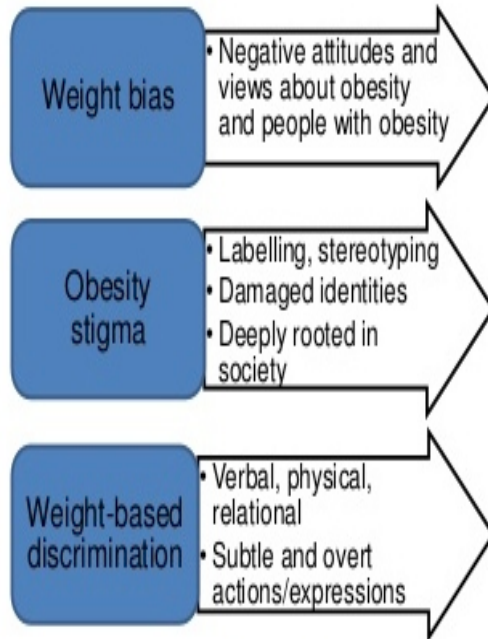 Weight bias
• Negative attitudes and
views about obesity
and people with obesity
Obesity
stigma
• Labelling, stereotyping
• Damaged identities
• Deeply rooted in
society
Weight-based
discrimination
• Verbal, physical,
relational
• Subtle and overt
actions/expressions